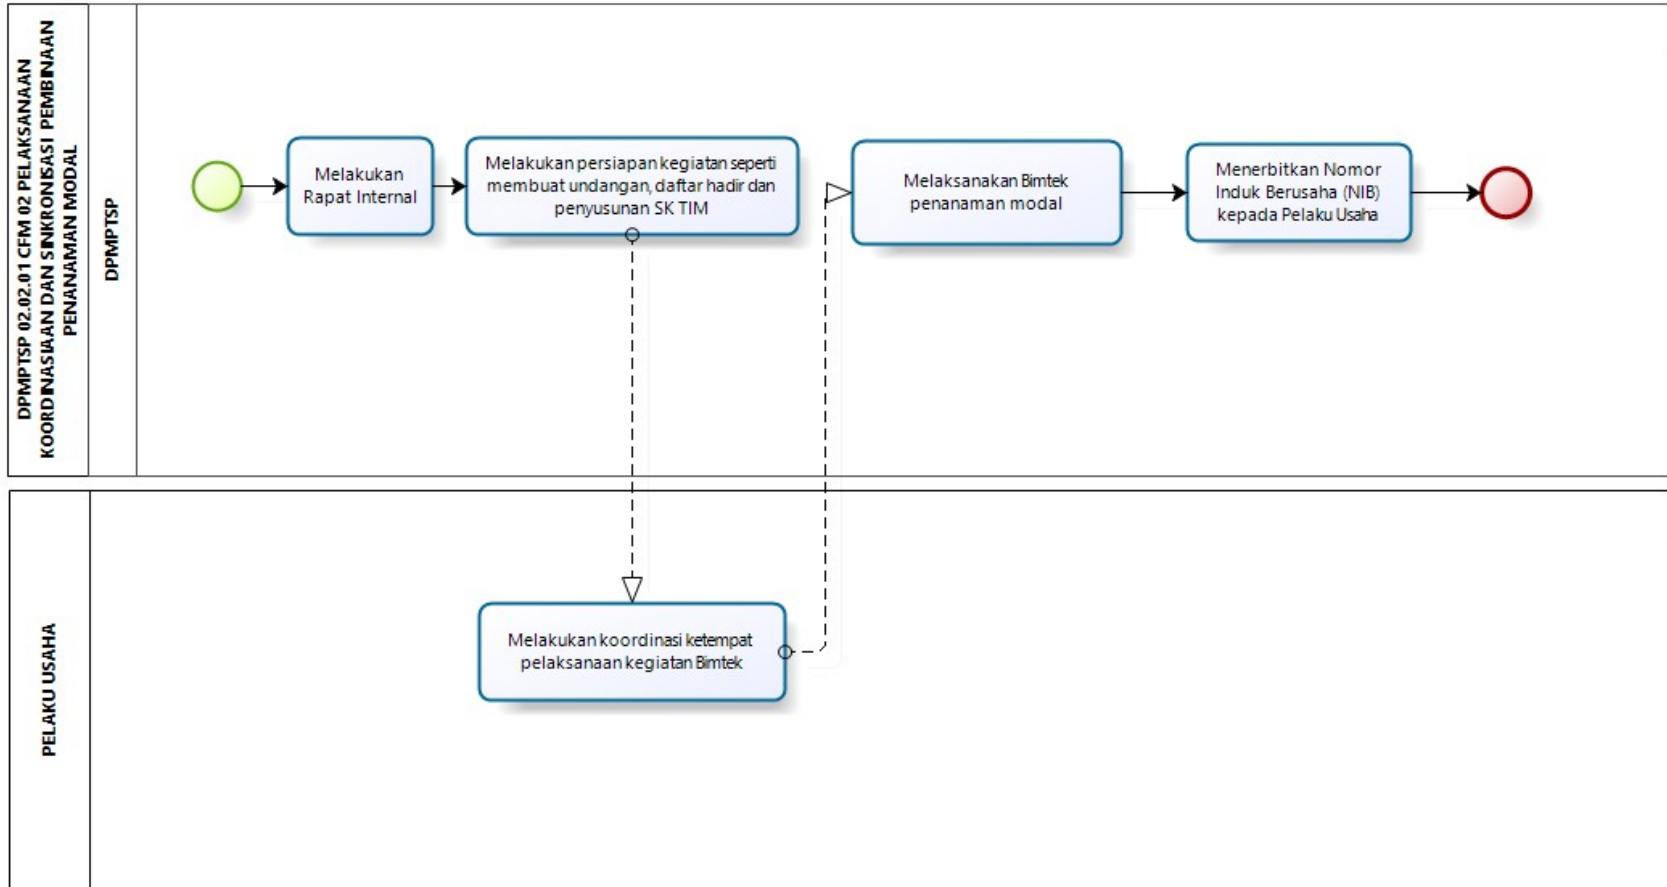 DPMPTSP 02.02.01 CFM 02 PELAKSANAAN
KOORDINASIAAN DAN SINKRONISASI PEMBINAAN
PENANAMAN MODAL
DPMPTSP
Melakukan
Rapat Internal
Melakukan persiapan kegiatan seperti
membuat undangan, daftar hadir dan
penyusunan SK TIM
Melaksanakan Bimtek
penanaman modal
Menerbitkan Nomor
Induk Berusaha (NIB)
kepada Pelaku Usaha
PELAKU USAHA
Melakukan koordinasi ketempat
pelaksanaan kegiatan Bimtek